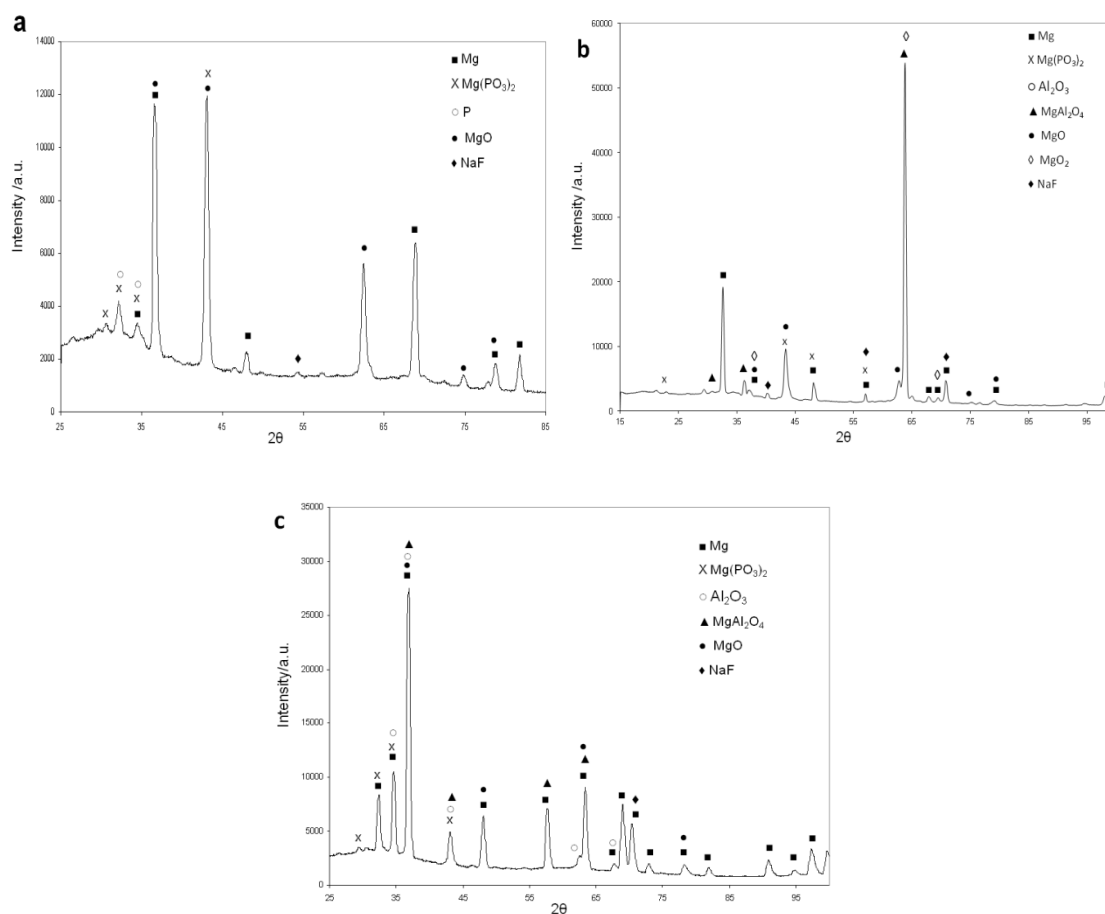 a
14000
12000
10000
8000
6000
4000
2000
0
Intensity /a.u.
25 35 45 55 65 75 85
2θ
■ Mg
X Mg(PO₃)₂
○ P
● MgO
♦ NaF
b
60000
50000
40000
30000
20000
10000
0
Intensity /a.u.
15 25 35 45 55 65 75 85 95
2θ
■ Mg
x Mg(PO₃)₂
○ Al₂O₃
▲ MgAl₂O₄
● MgO
◊ MgO₂
♦ NaF
c
35000
30000
25000
20000
15000
10000
5000
0
Intensity/a.u.
25 35 45 55 65 75 85 95
2θ
■ Mg
X Mg(PO₃)₂
○ Al₂O₃
▲ MgAl₂O₄
● MgO
♦ NaF